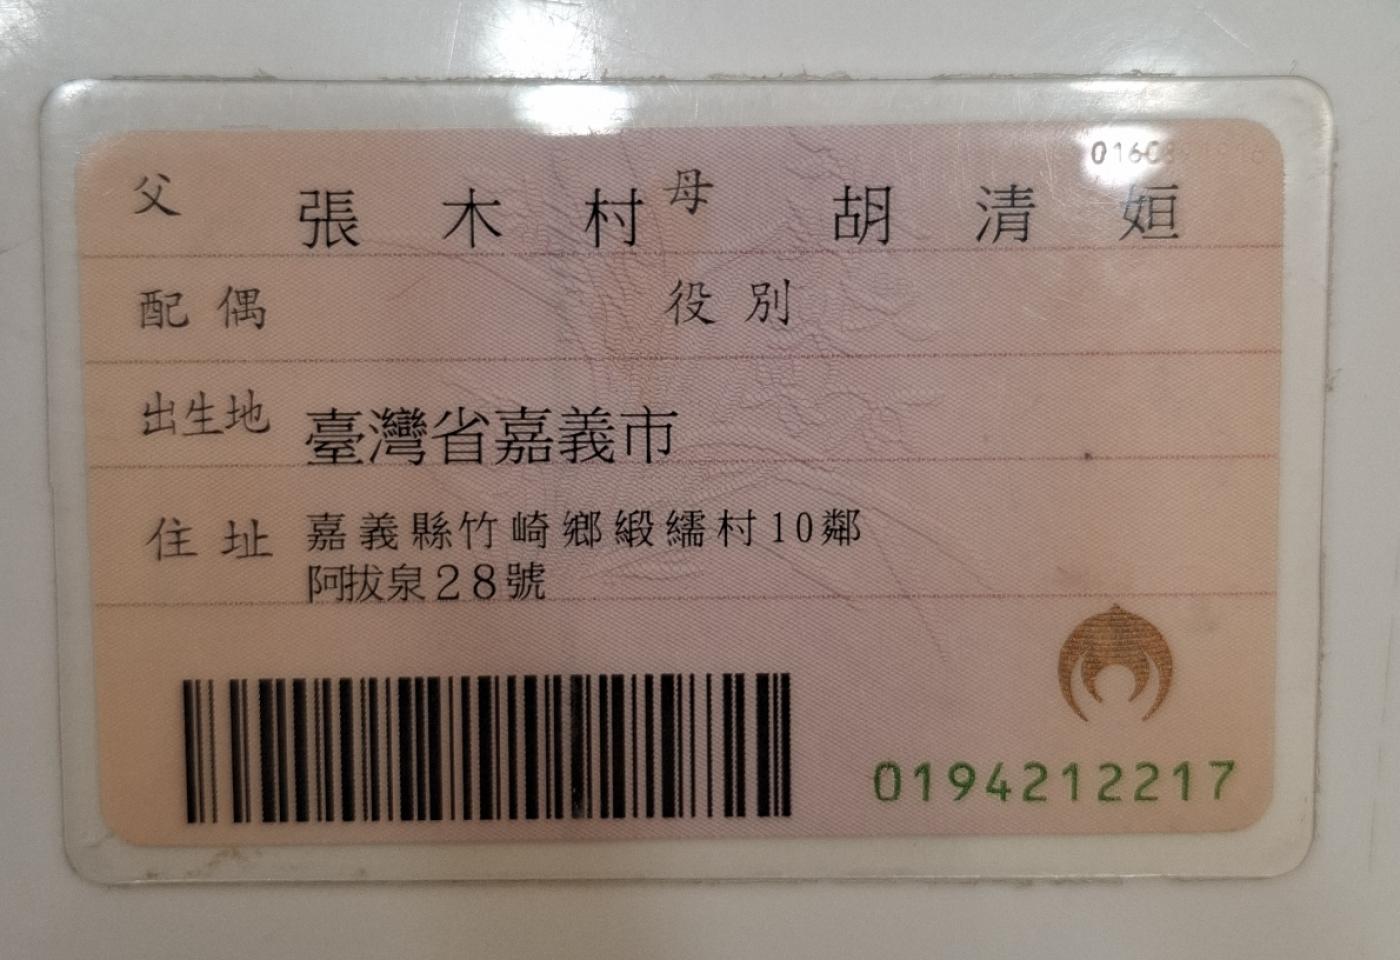 父 張木村 母 胡清姮
配偶 役別
出生地 臺灣省嘉義市
住址 嘉義縣竹崎鄉緞繻村10鄰
阿拔泉28號
0194212217